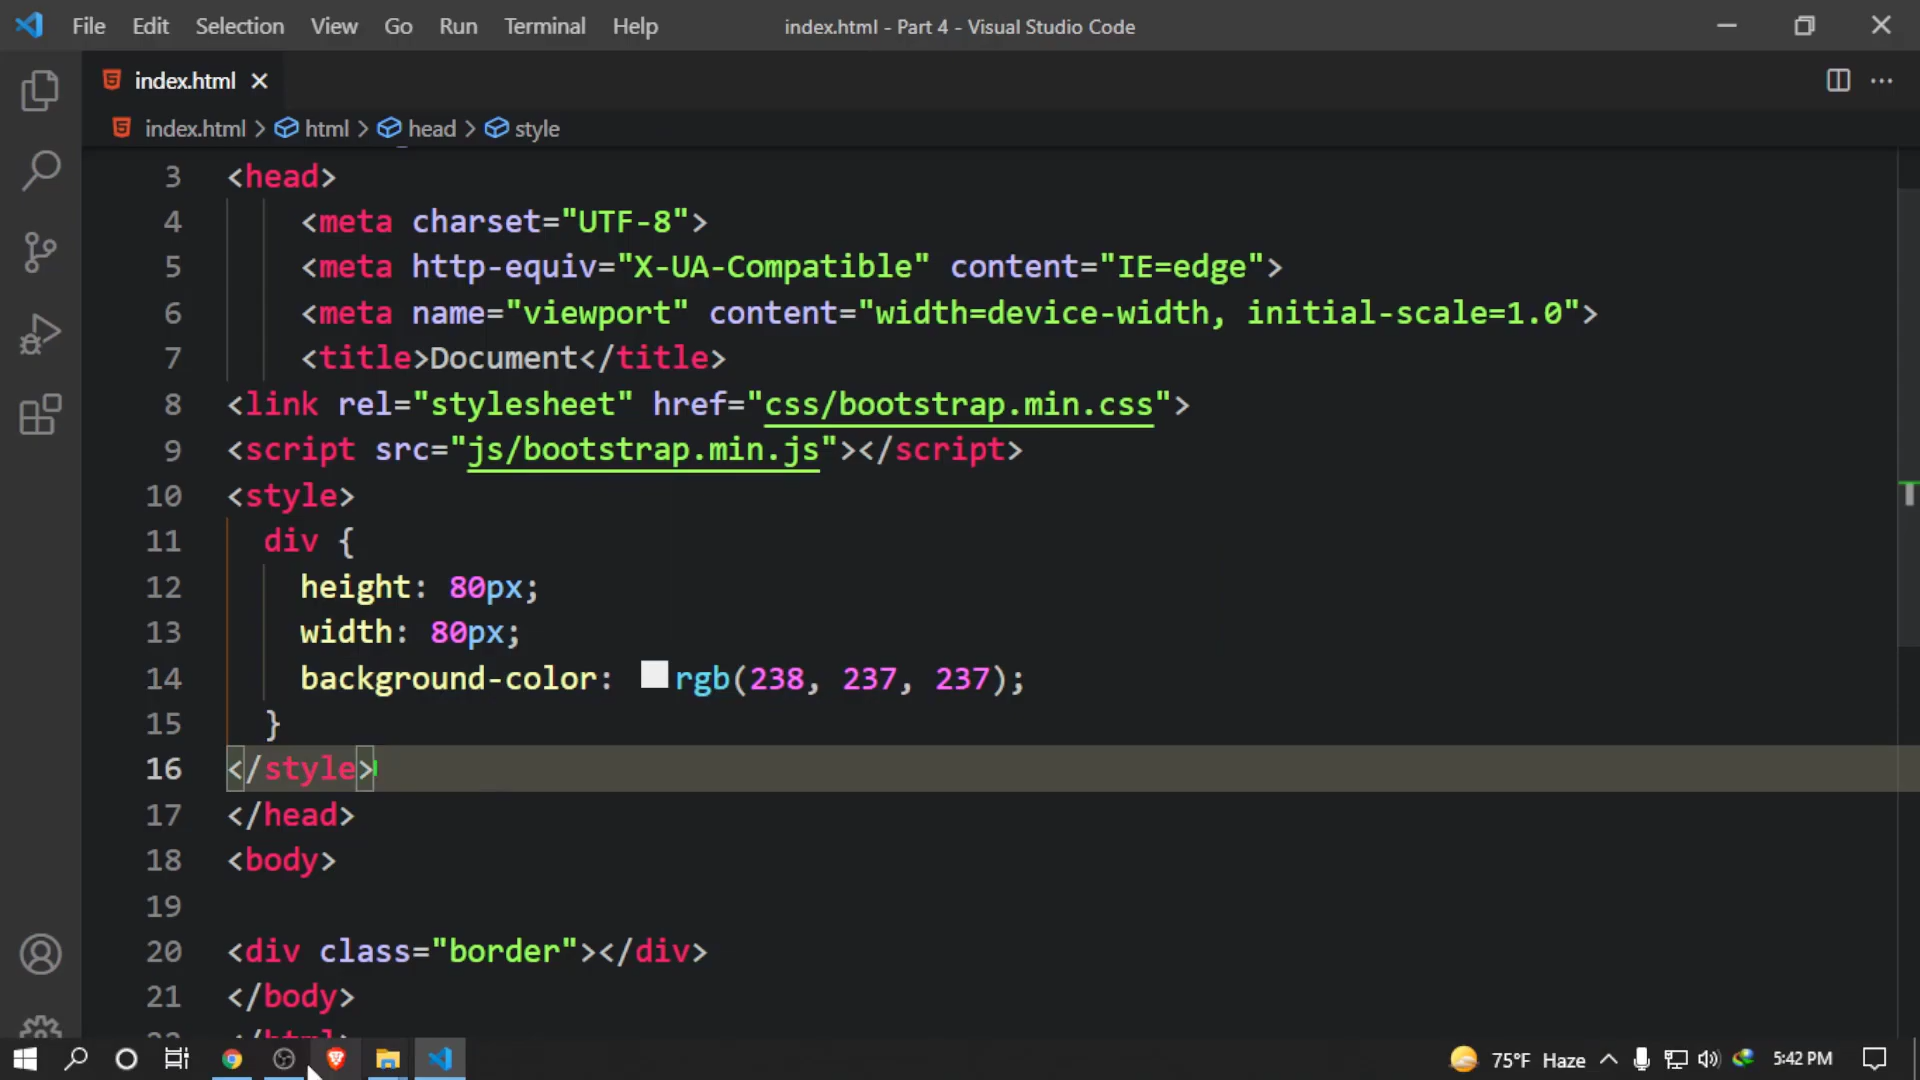 File Edit Selection View Go Run Terminal Help index.html - Part 4 - Visual Studio Code
index.html
index.html > html > head > style
3 <head>
4 <meta charset="UTF-8">
5 <meta http-equiv="X-UA-Compatible" content="IE=edge">
6 <meta name="viewport" content="width=device-width, initial-scale=1.0">
7 <title>Document</title>
8 <link rel="stylesheet" href="css/bootstrap.min.css">
9 <script src="js/bootstrap.min.js"></script>
10 <style>
11 div {
12 height: 80px;
13 width: 80px;
14 background-color: rgb(238, 237, 237);
15 }
16 </style>
17 </head>
18 <body>
19
20 <div class="border"></div>
21 </body>
22 </html>
75°F Haze 5:42 PM